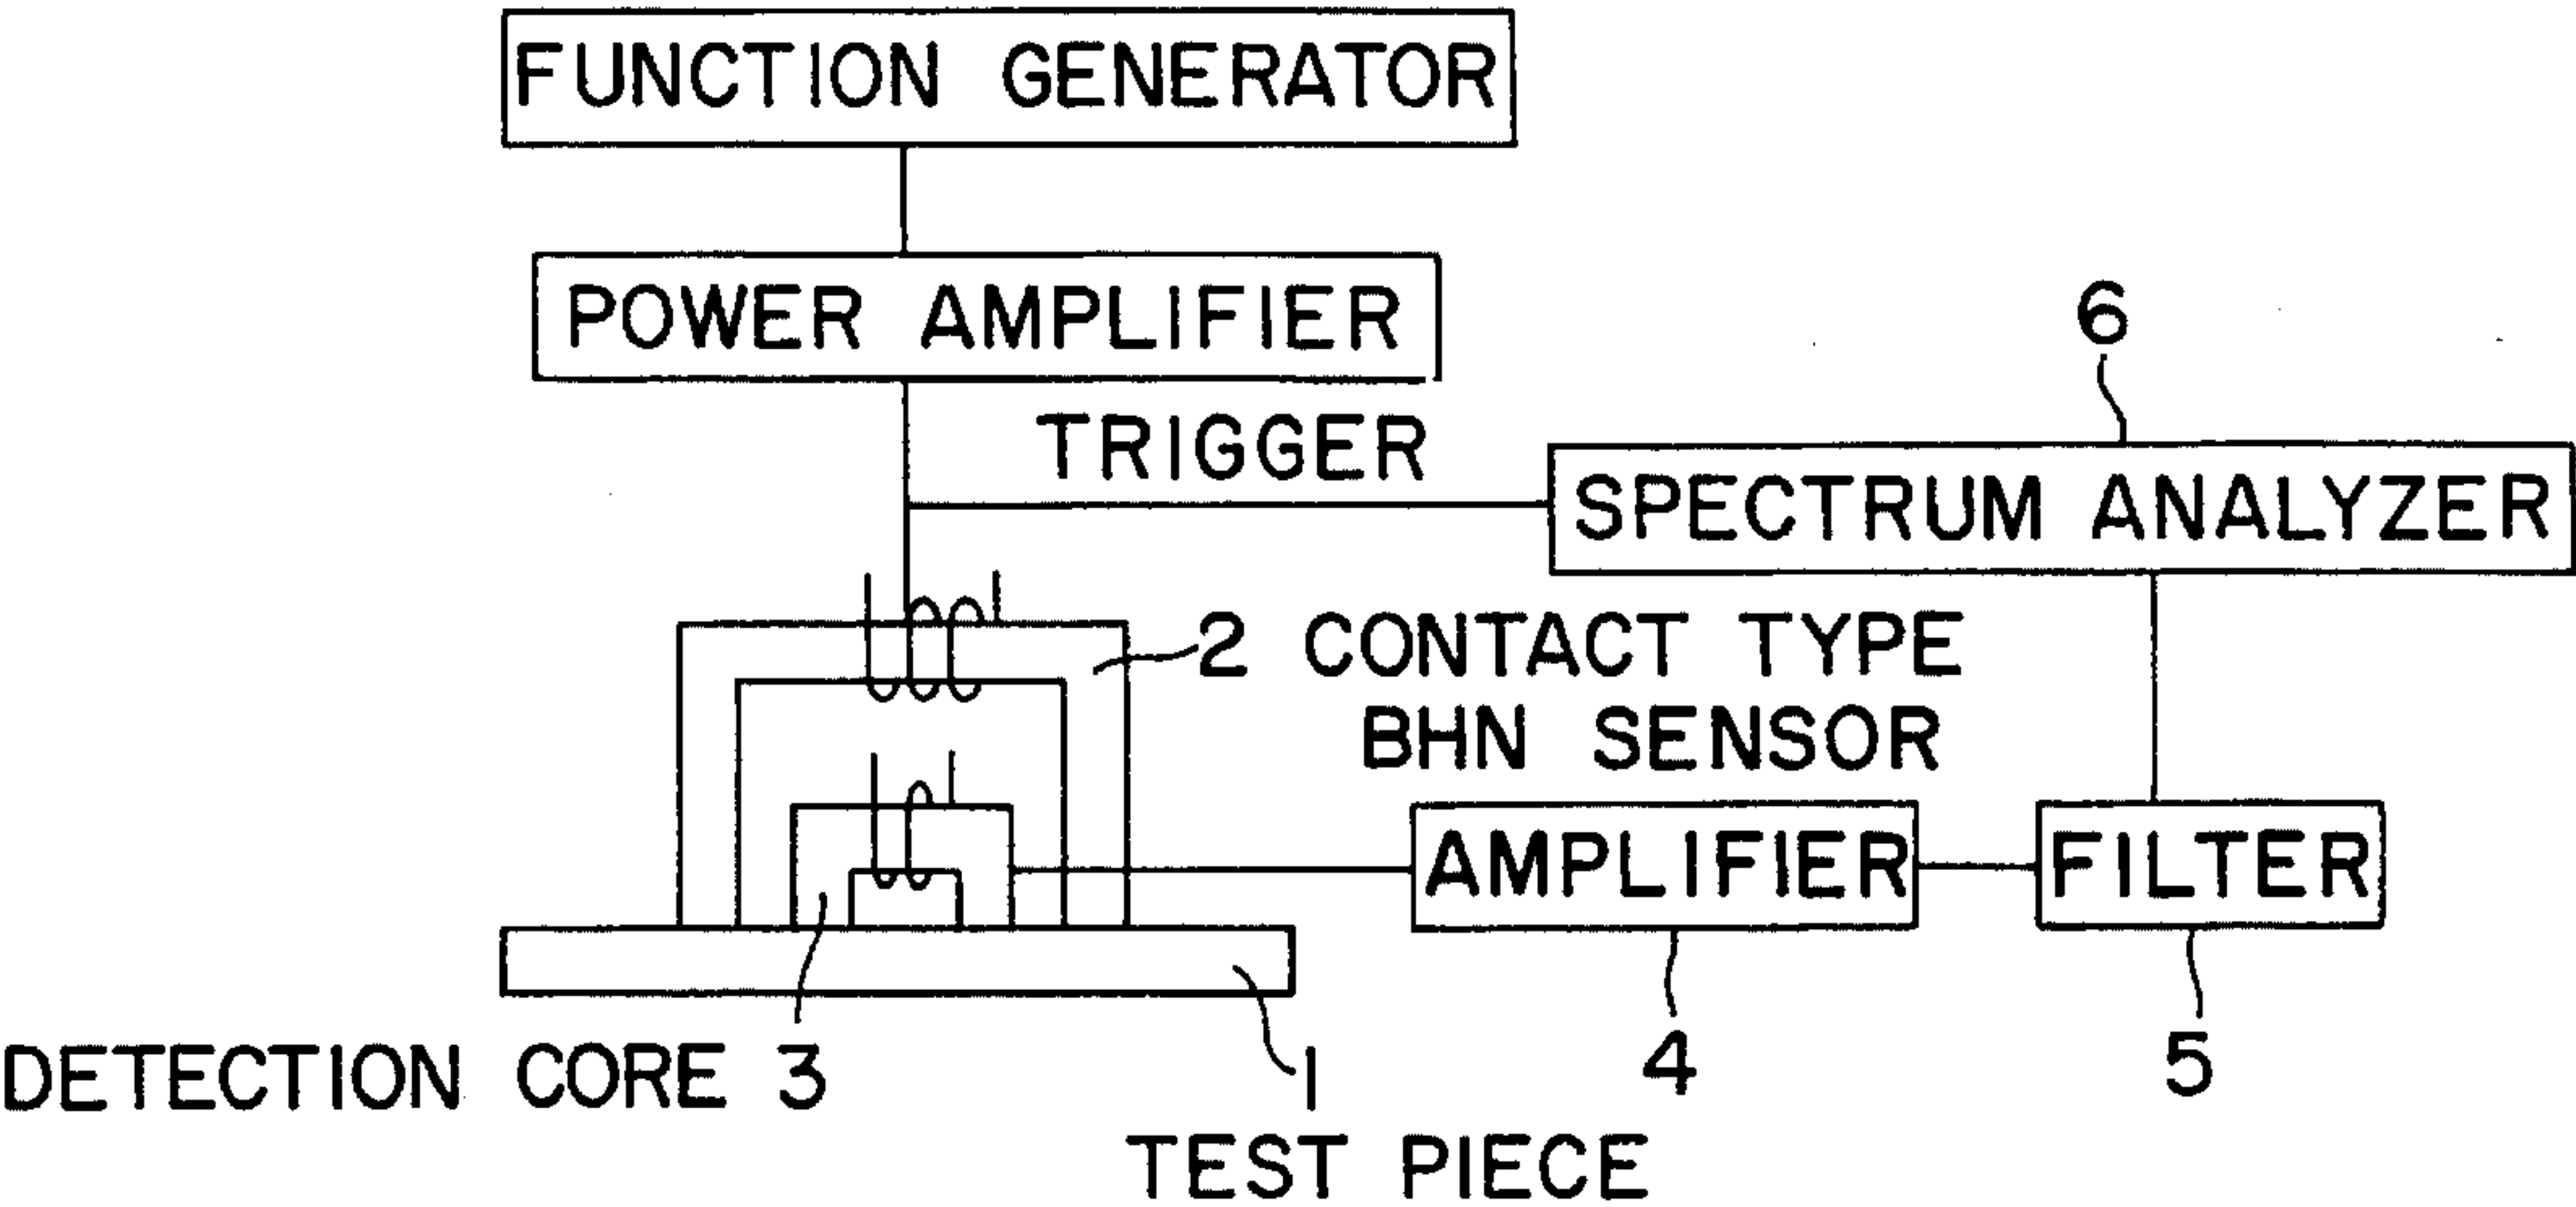 FUNCTION GENERATOR
POWER AMPLIFIER
6
TRIGGER
SPECTRUM ANALYZER
2 CONTACT TYPE
BHN SENSOR
AMPLIFIER
FILTER
DETECTION CORE 3
1
4
5
TEST PIECE